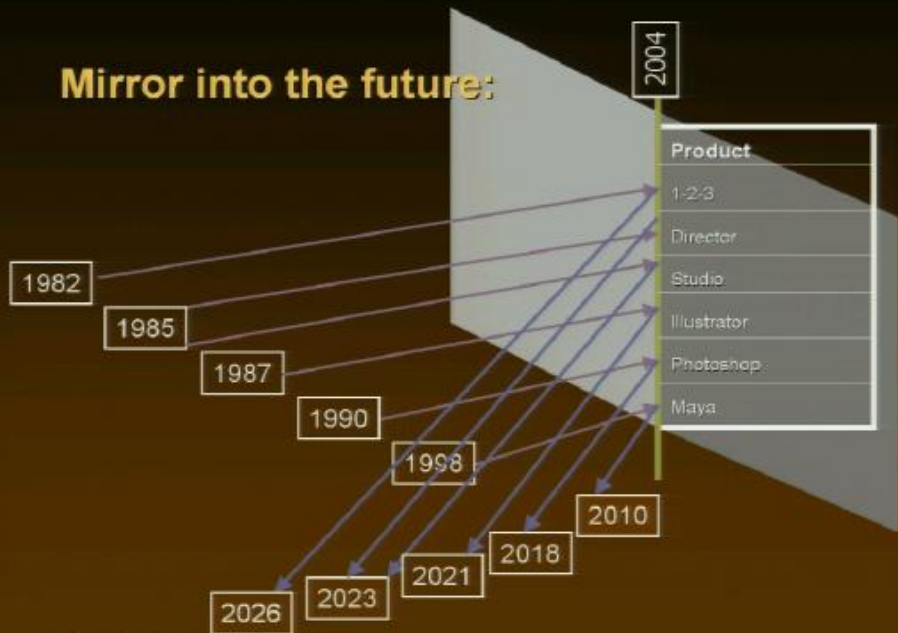 Mirror into the future:
2004
Product
1-2-3
Director
Studio
Illustrator
Photoshop
Maya
1982
1985
1987
1990
1998
2010
2018
2021
2023
2026